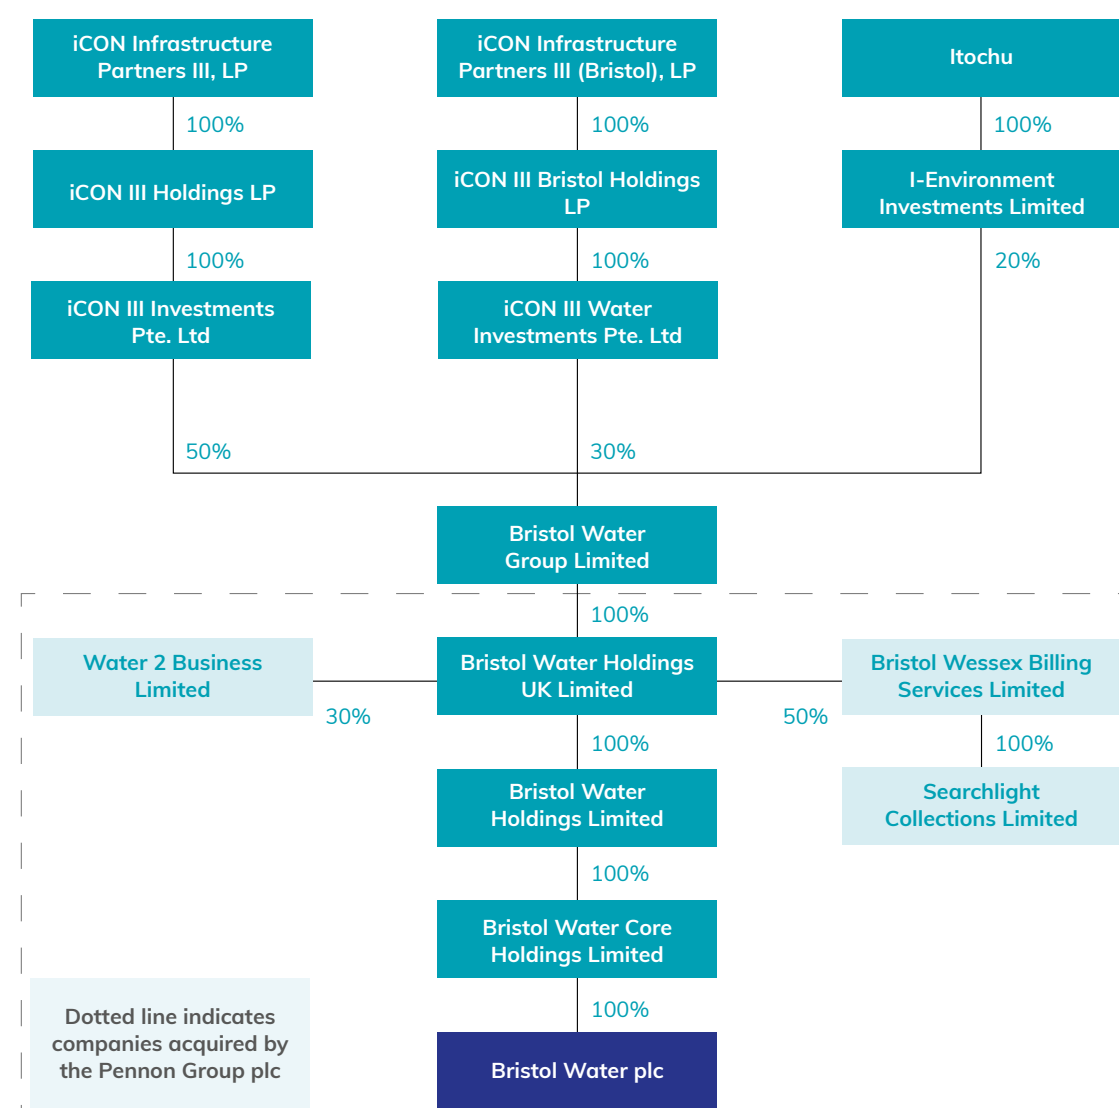 iCON Infrastructure
Partners III, LP
iCON Infrastructure
Partners III (Bristol), LP
Itochu
100%
100%
100%
iCON III Holdings LP
iCON III Bristol Holdings
LP
I-Environment
Investments Limited
100%
100%
20%
iCON III Investments
Pte. Ltd
iCON III Water
Investments Pte. Ltd
50%
30%
Bristol Water
Group Limited
100%
Water 2 Business
Limited
Bristol Water Holdings
UK Limited
Bristol Wessex Billing
Services Limited
30%
50%
100%
100%
Bristol Water
Holdings Limited
Searchlight
Collections Limited
100%
Bristol Water Core
Holdings Limited
100%
Dotted line indicates
companies acquired by
the Pennon Group plc
Bristol Water plc